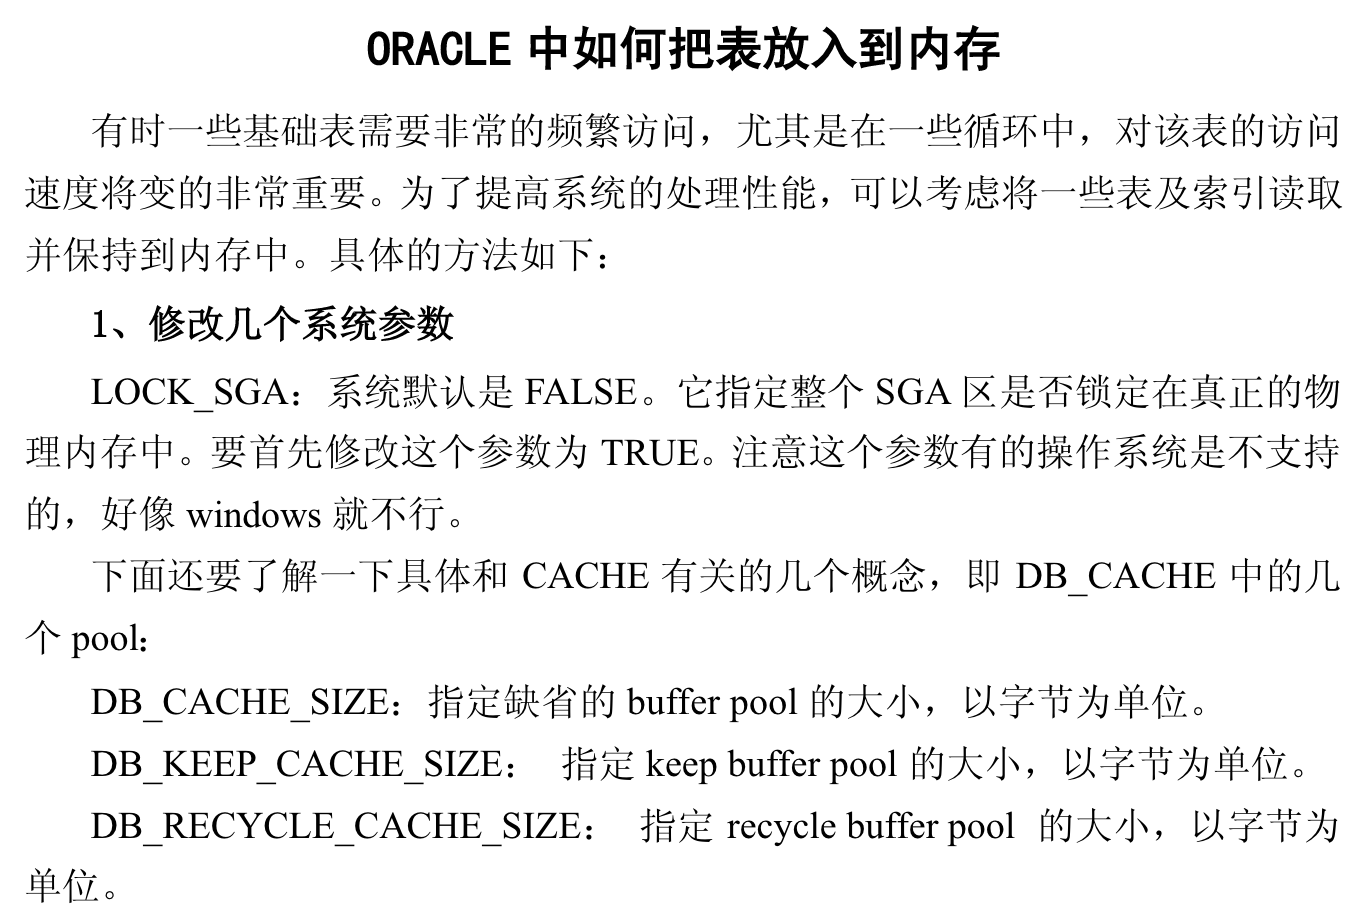 ORACLE 中如何把表放入到内存
有时一些基础表需要非常的频繁访问，尤其是在一些循环中，对该表的访问
速度将变的非常重要。为了提高系统的处理性能，可以考虑将一些表及索引读取
并保持到内存中。具体的方法如下：
1、修改几个系统参数
LOCK_SGA：系统默认是 FALSE。它指定整个 SGA 区是否锁定在真正的物
理内存中。要首先修改这个参数为 TRUE。注意这个参数有的操作系统是不支持
的，好像 windows 就不行。
下面还要了解一下具体和 CACHE 有关的几个概念，即 DB_CACHE 中的几
个 pool：
DB_CACHE_SIZE：指定缺省的 buffer pool 的大小，以字节为单位。
DB_KEEP_CACHE_SIZE： 指定 keep buffer pool 的大小，以字节为单位。
DB_RECYCLE_CACHE_SIZE： 指定 recycle buffer pool 的大小，以字节为
单位。